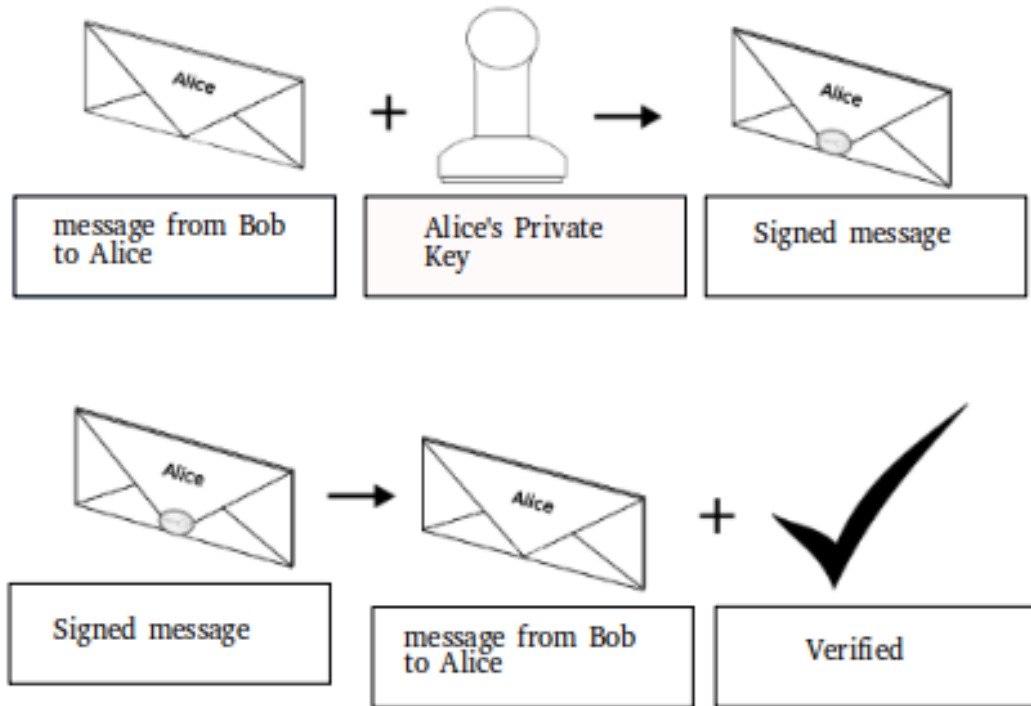 Alice
Alice
message from Bob
to Alice
Alice's Private
Key
Signed message
Alice
Alice
Signed message
message from Bob
to Alice
Verified